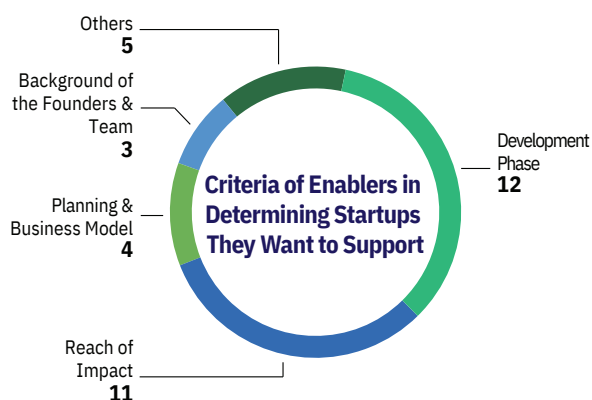 Others
5
Background of
the Founders &
Team
3
Planning &
Business Model
4
Reach of
Impact
11
Criteria of Enablers in
Determining Startups
They Want to Support
Development
Phase
12